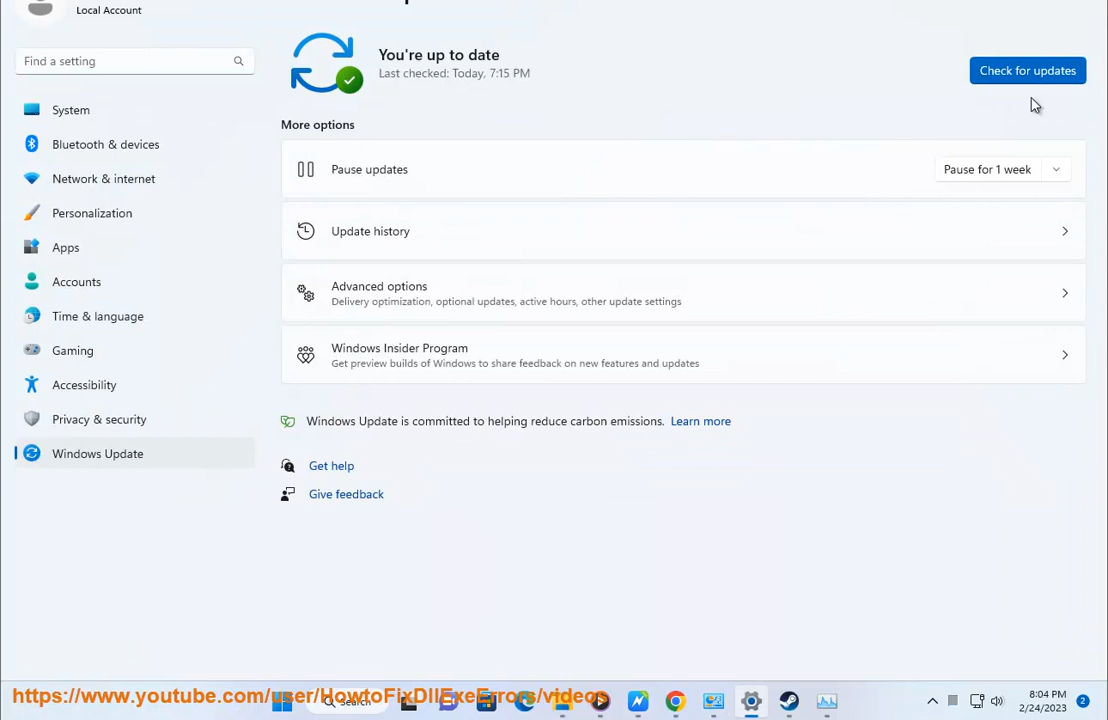 Local Account
Find a setting
System
Bluetooth & devices
Network & internet
Personalization
Apps
Accounts
Time & language
Gaming
Accessibility
Privacy & security
Windows Update
You're up to date
Last checked: Today, 7:15 PM
Check for updates
More options
Pause updates
Pause for 1 week
Update history
Advanced options
Delivery optimization, optional updates, active hours, other update settings
Windows Insider Program
Get preview builds of Windows to share feedback on new features and updates
Windows Update is committed to helping reduce carbon emissions. Learn more
Get help
Give feedback
https://www.youtube.com/user/HowtoFixDllExeErrors/videos
Search
8:04 PM
2/24/2023
2